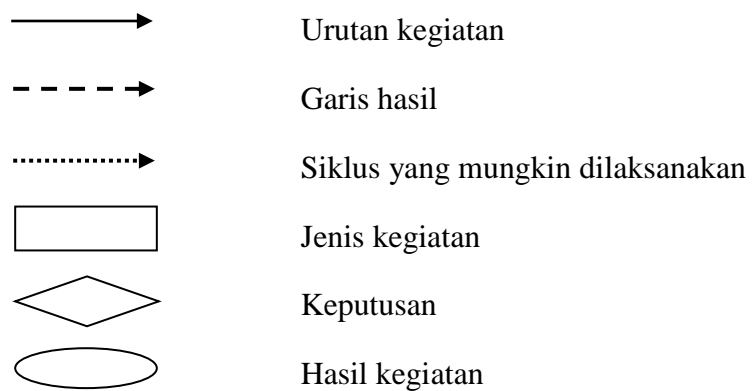 Urutan kegiatan
Garis hasil
Siklus yang mungkin dilaksanakan
Jenis kegiatan
Keputusan
Hasil kegiatan